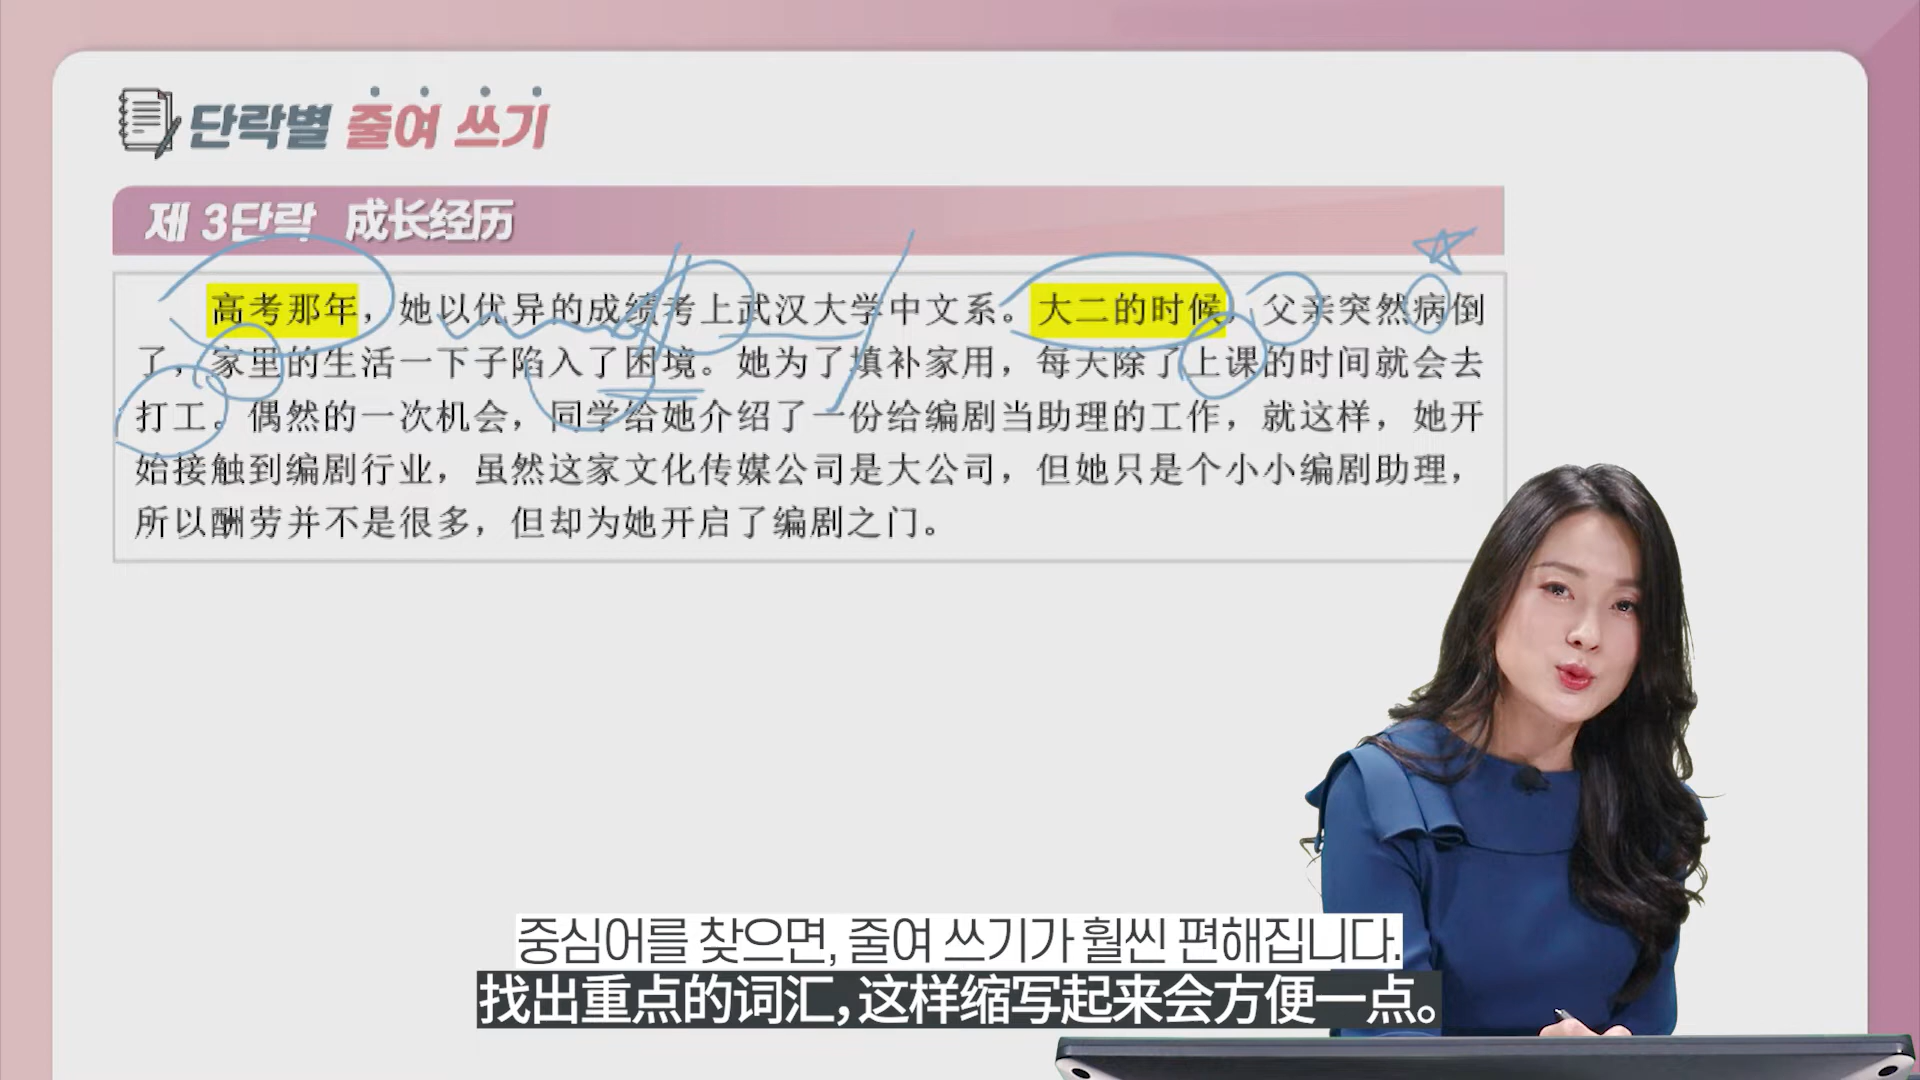 단락별 줄여 쓰기
제 3단락 成长经历
高考那年，她以优异的成绩考上武汉大学中文系。大二的时候，父亲突然病倒
了，家里的生活一下子陷入了困境。她为了填补家用，每天除了上课的时间就会去
打工。偶然的一次机会，同学给她介绍了一份给编剧当助理的工作，就这样，她开
始接触到编剧行业，虽然这家文化传媒公司是大公司，但她只是个小小编剧助理，
所以酬劳并不是很多，但却为她开启了编剧之门。
중심어를 찾으면, 줄여 쓰기가 훨씬 편해집니다.
找出重点的词汇，这样缩写起来会方便一点。